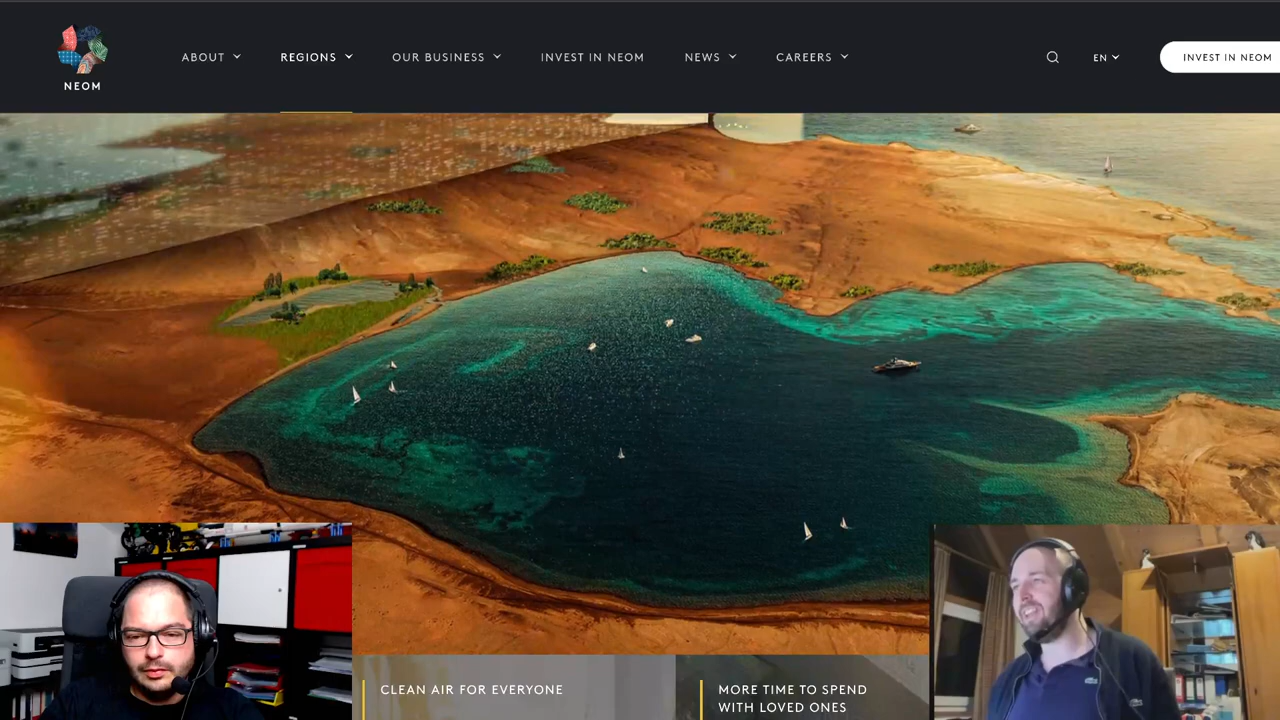 NEOM
ABOUT
REGIONS
OUR BUSINESS
INVEST IN NEOM
NEWS
CAREERS
EN
INVEST IN NEOM
CLEAN AIR FOR EVERYONE
MORE TIME TO SPEND
WITH LOVED ONES